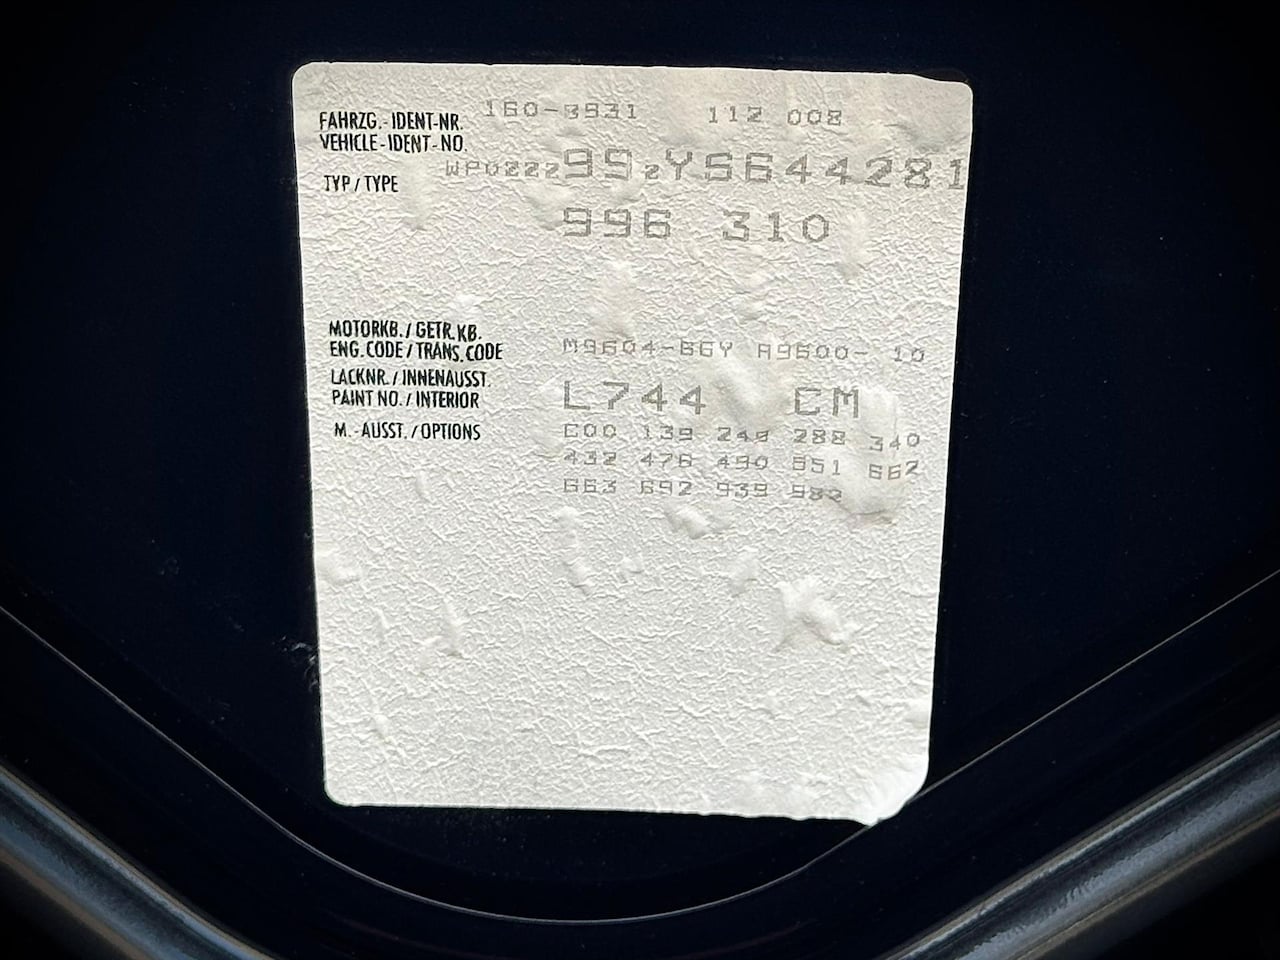 160-3931 112 008
FAHRZG.-IDENT-NR.
VEHICLE-IDENT-NO.
WP0ZZZ99ZYS644281
TYP / TYPE
996 310
MOTORKB. / GETR.KB.
ENG.CODE / TRANS.CODE
M9604-66Y A9600- 10
LACKNR. / INNENAUSST.
PAINT NO. / INTERIOR
L744 CM
M.-AUSST. / OPTIONS
C00 139 249 288 340
432 476 490 551 662
663 692 939 982